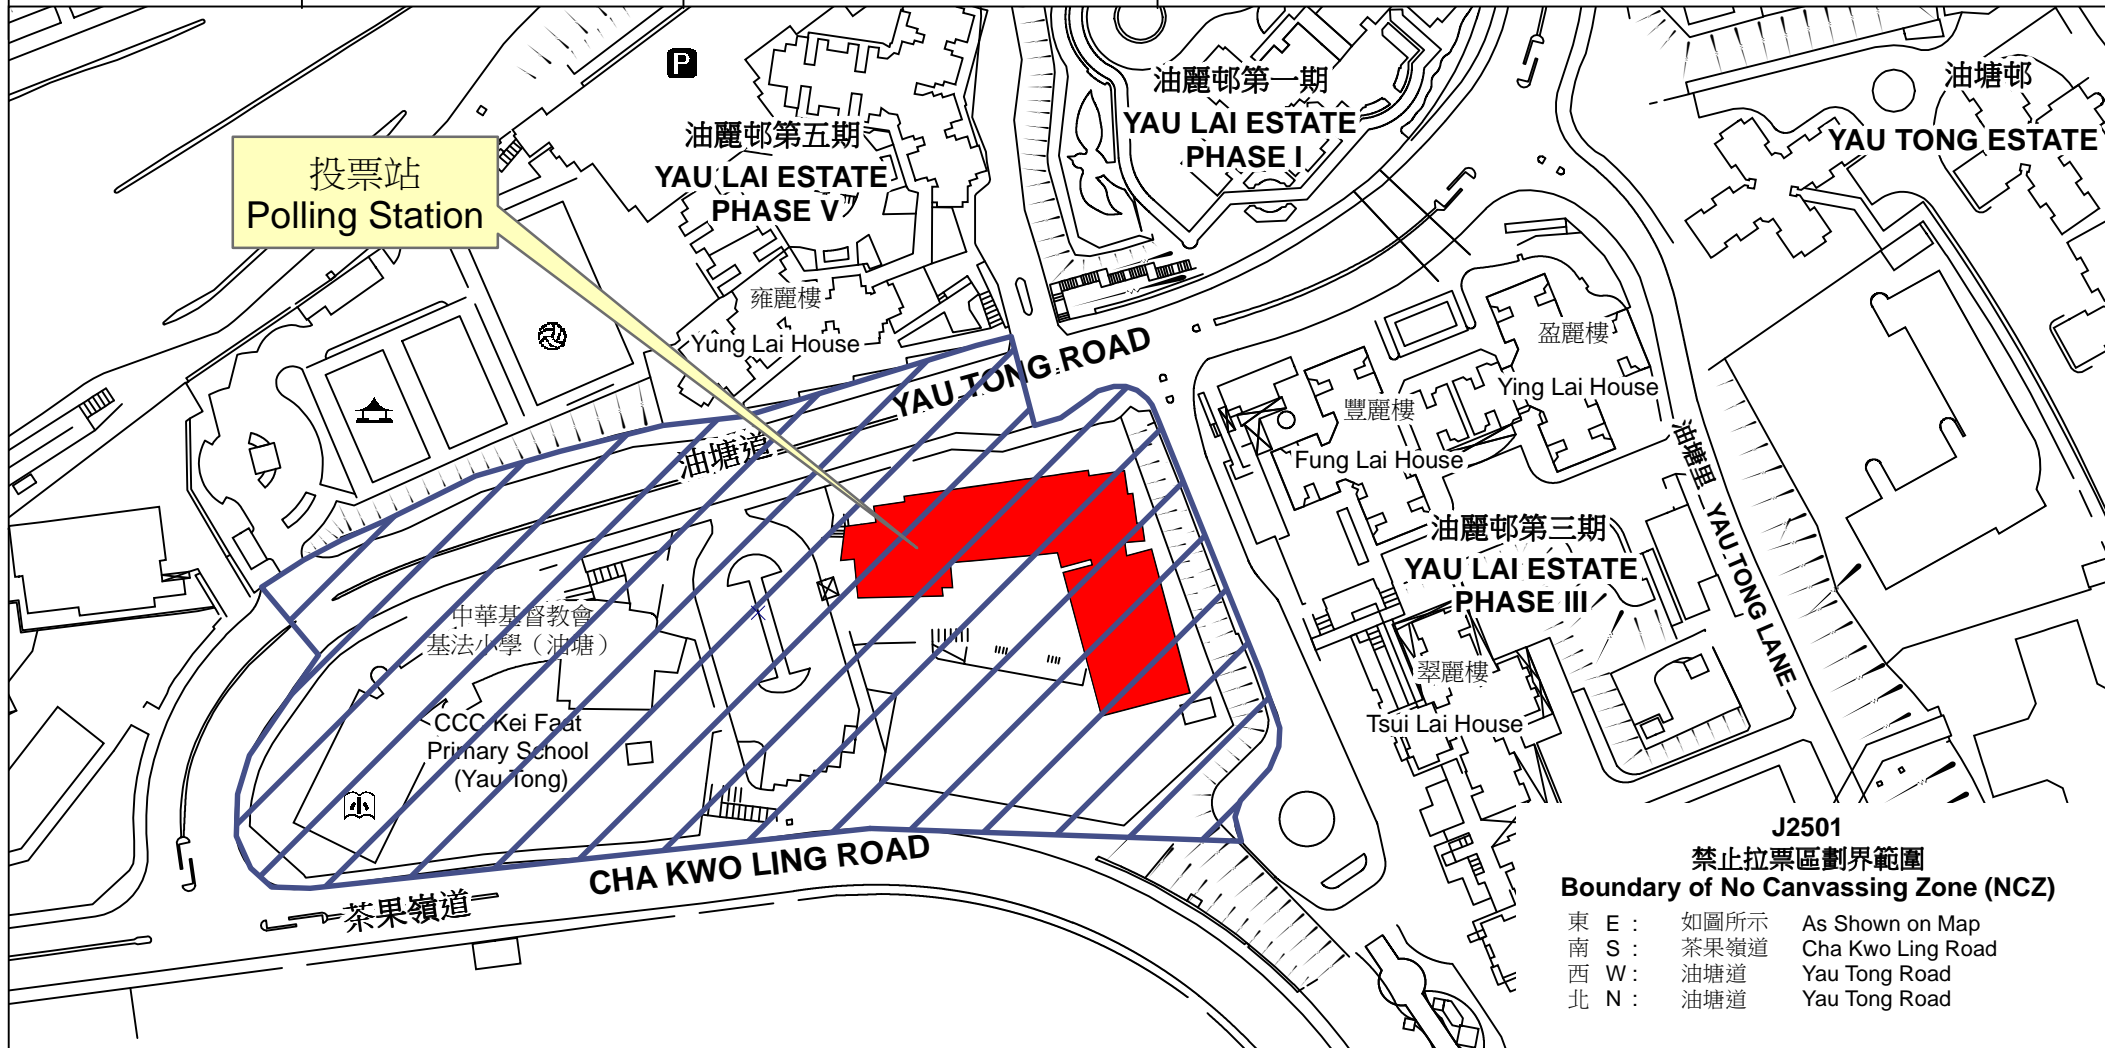 P
油麗邨第一期
YAU LAI ESTATE
PHASE I
油塘邨
YAU TONG ESTATE
油麗邨第五期
YAU LAI ESTATE
PHASE V
投票站
Polling Station
雍麗樓
Yung Lai House
盈麗樓
Ying Lai House
YAU TONG ROAD
油塘道
豐麗樓
Fung Lai House
油塘里 YAU TONG LANE
油麗邨第三期
YAU LAI ESTATE
PHASE III
中華基督教會
基法小學（油塘）
CCC Kei Faat
Primary School
(Yau Tong)
小
翠麗樓
Tsui Lai House
CHA KWO LING ROAD
茶果嶺道
J2501
禁止拉票區劃界範圍
Boundary of No Canvassing Zone (NCZ)
東 E : 如圖所示 As Shown on Map
南 S : 茶果嶺道 Cha Kwo Ling Road
西 W : 油塘道 Yau Tong Road
北 N : 油塘道 Yau Tong Road